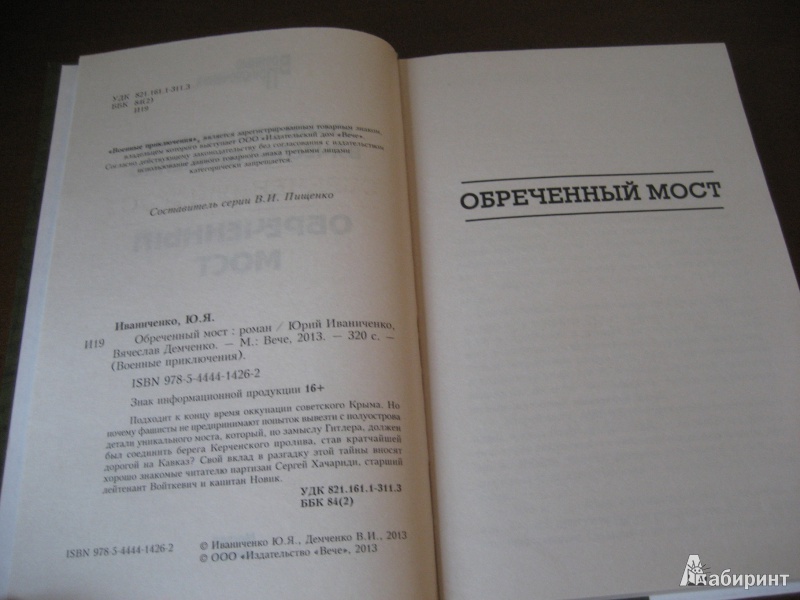 УДК 821.161.1-311.3
ББК 84(2)
И19
«Военные приключения», является зарегистрированным товарным знаком,
владельцем которого выступает ООО «Издательский дом «Вече».
Согласно действующему законодательству без согласования с издательством
использование данного товарного знака третьими лицами
категорически запрещается.
Составитель серии В.И. Пищенко
Иваниченко, Ю.Я.
И19 Обреченный мост : роман / Юрий Иваниченко,
Вячеслав Демченко. — М.: Вече, 2013. — 320 с. —
(Военные приключения).
ISBN 978-5-4444-1426-2
Знак информационной продукции 16+
Подходит к концу время оккупации советского Крыма. Но
почему фашисты не предпринимают попыток вывезти с полуострова
детали уникального моста, который, по замыслу Гитлера, должен
был соединить берега Керченского пролива, став кратчайшей
дорогой на Кавказ? Свой вклад в разгадку этой тайны вносят
хорошо знакомые читателю партизан Сергей Хачариди, старший
лейтенант Войткевич и капитан Новик.
УДК 821.161.1-311.3
ББК 84(2)
ISBN 978-5-4444-1426-2
© Иваниченко Ю.Я., Демченко В.И., 2013
© ООО «Издательство «Вече», 2013
ОБРЕЧЕННЫЙ МОСТ
Лабиринт